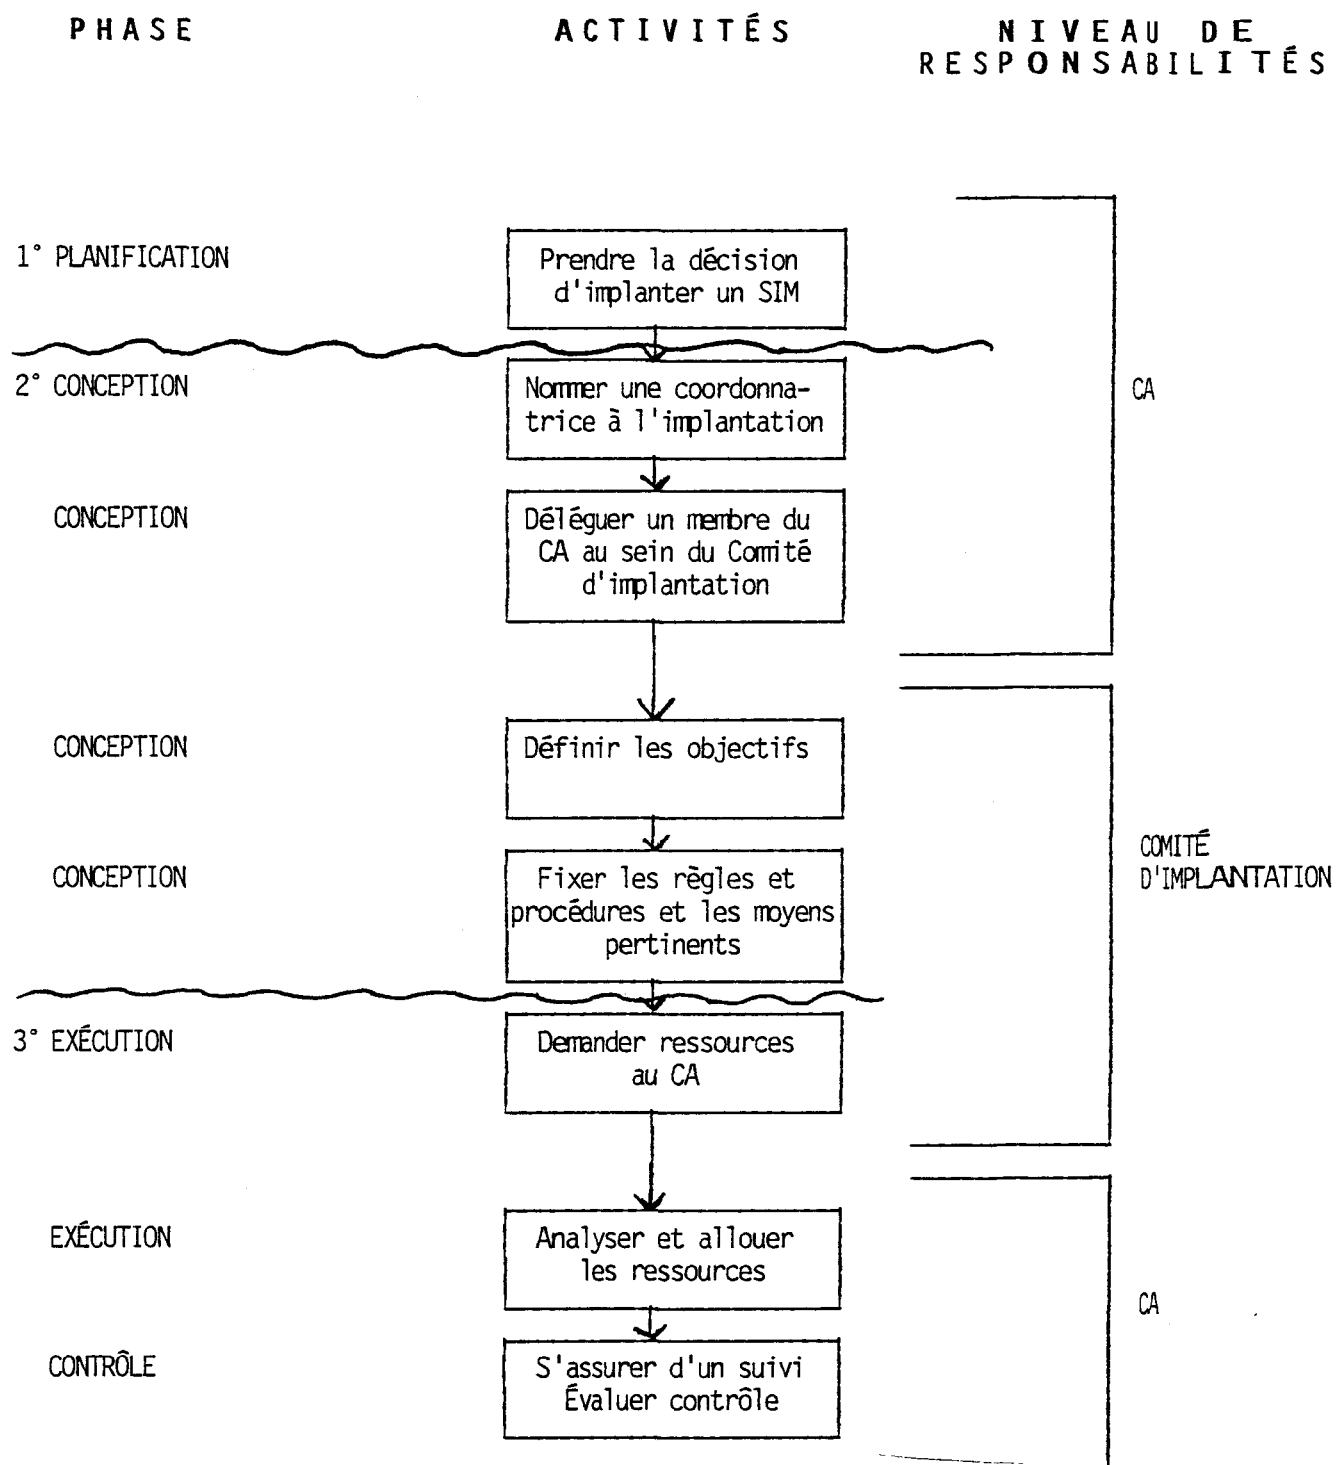 PHASE
ACTIVITÉS
NIVEAU DE
RESPONSABILITÉS
1° PLANIFICATION
Prendre la décision
d'implanter un SIM
2° CONCEPTION
Nommer une coordonna-
trice à l'implantation
CA
CONCEPTION
Déléguer un membre du
CA au sein du Comité
d'implantation
CONCEPTION
Définir les objectifs
COMITÉ
D'IMPLANTATION
CONCEPTION
Fixer les règles et
procédures et les moyens
pertinents
3° EXÉCUTION
Demander ressources
au CA
EXÉCUTION
Analyser et allouer
les ressources
CA
CONTRÔLE
S'assurer d'un suivi
Évaluer contrôle